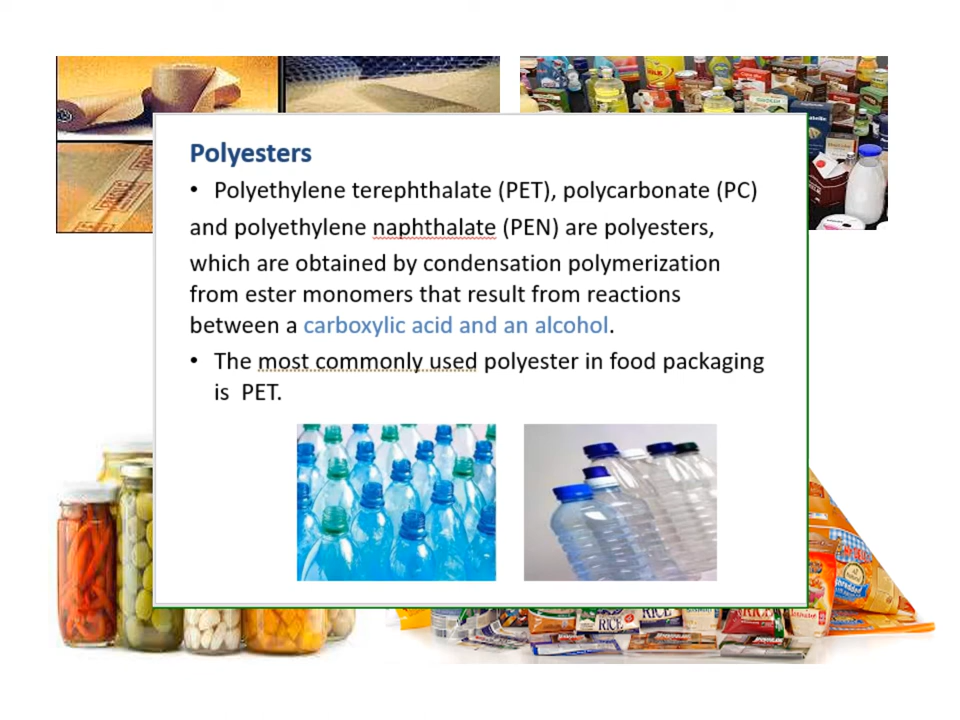 Polyesters
• Polyethylene terephthalate (PET), polycarbonate (PC)
and polyethylene naphthalate (PEN) are polyesters,
which are obtained by condensation polymerization
from ester monomers that result from reactions
between a carboxylic acid and an alcohol.
• The most commonly used polyester in food packaging
is  PET.
RICE
RICE